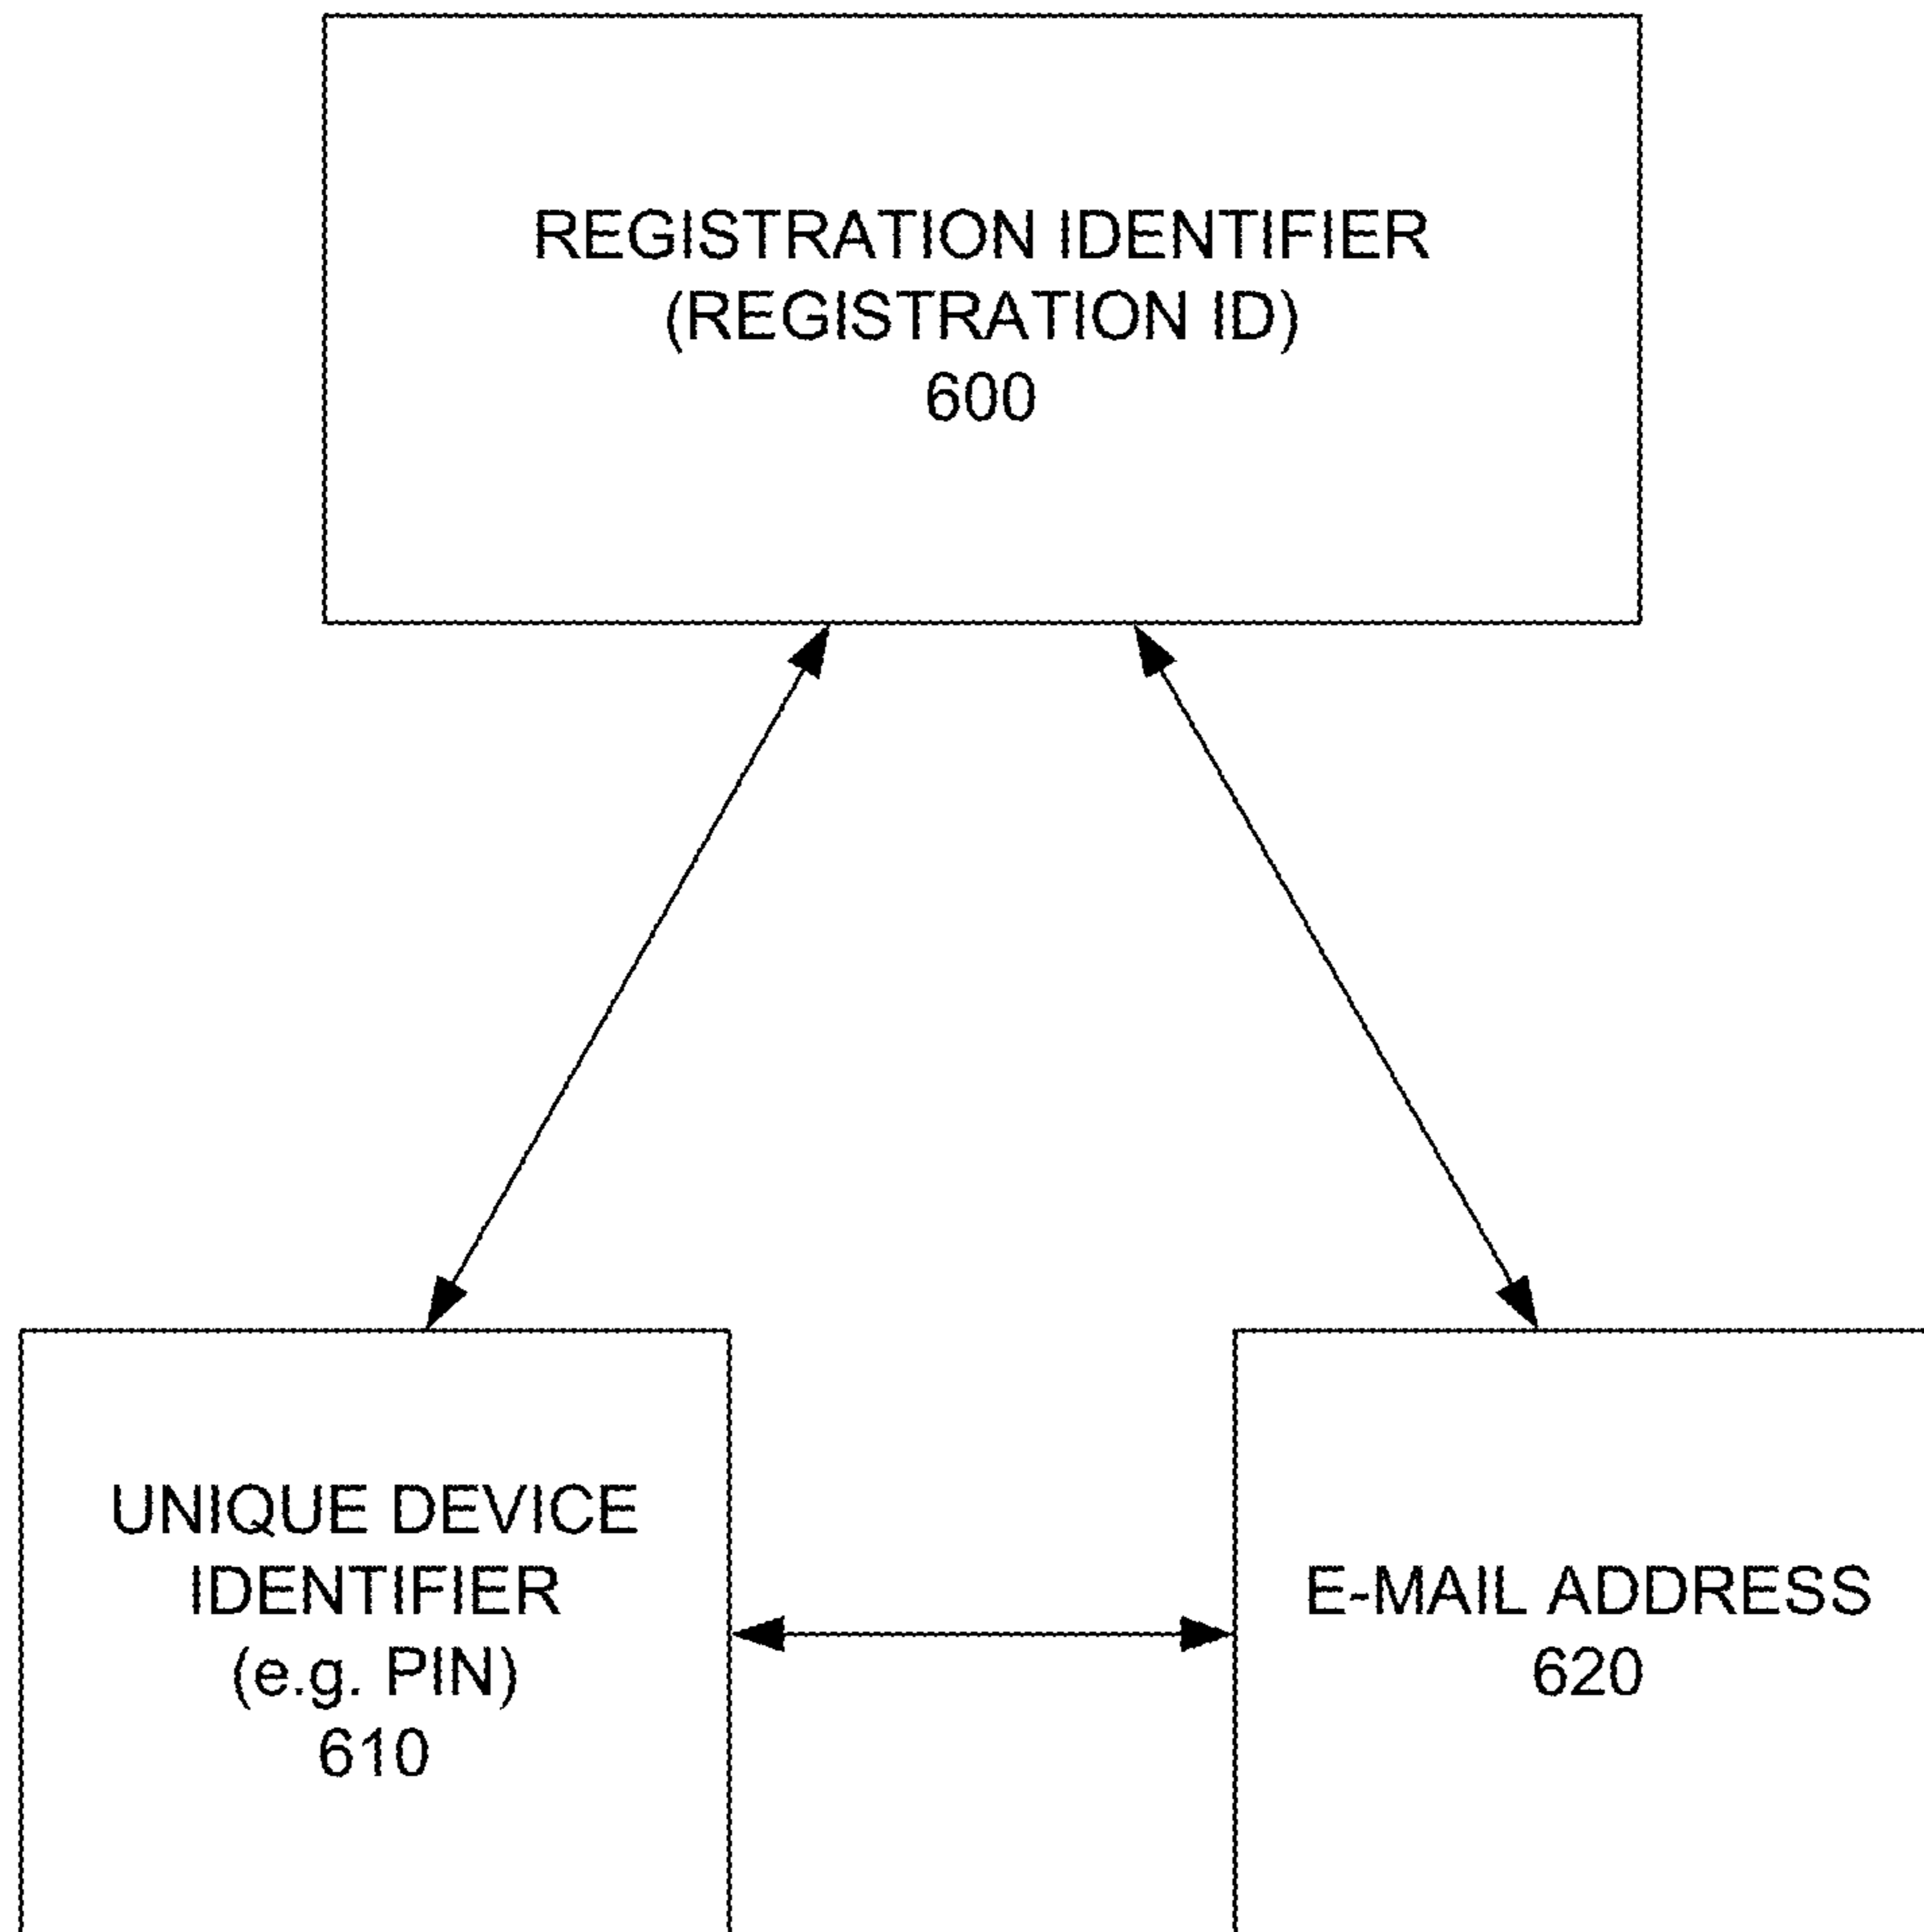 REGISTRATION IDENTIFIER
(REGISTRATION ID)
600
UNIQUE DEVICE
IDENTIFIER
(e.g. PIN)
610
E-MAIL ADDRESS
620